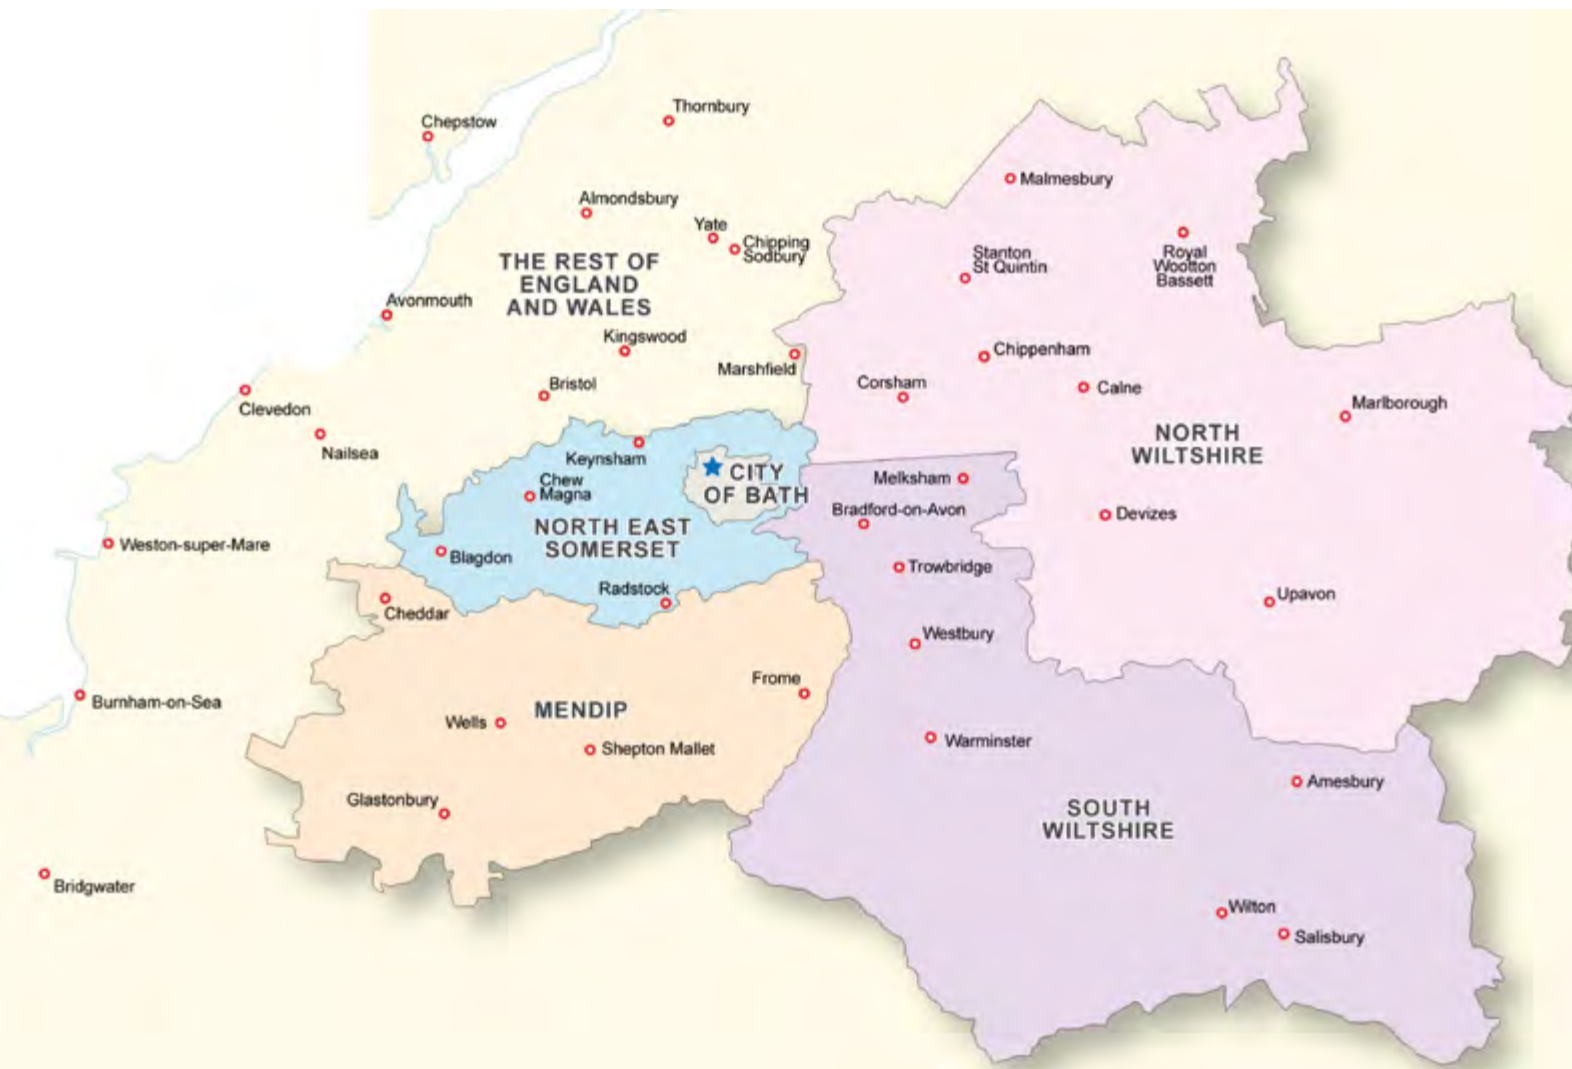 Thornbury
Chepstow
Malmesbury
Almondsbury
Yate
Chipping
Sodbury
Royal
Wootton
Bassett
Stanton
St Quintin
THE REST OF
ENGLAND
AND WALES
Avonmouth
Kingswood
Chippenham
Marshfield
Bristol
Corsham
Calne
Clevedon
Marlborough
NORTH
WILTSHIRE
Nailsea
Keynsham
CITY
OF BATH
Chew
Magna
Melksham
Bradford-on-Avon
Devizes
NORTH EAST
SOMERSET
Weston-super-Mare
Blagdon
Trowbridge
Radstock
Upavon
Cheddar
Westbury
Frome
Burnham-on-Sea
MENDIP
Wells
Shepton Mallet
Warminster
Amesbury
Glastonbury
SOUTH
WILTSHIRE
Bridgwater
Wilton
Salisbury